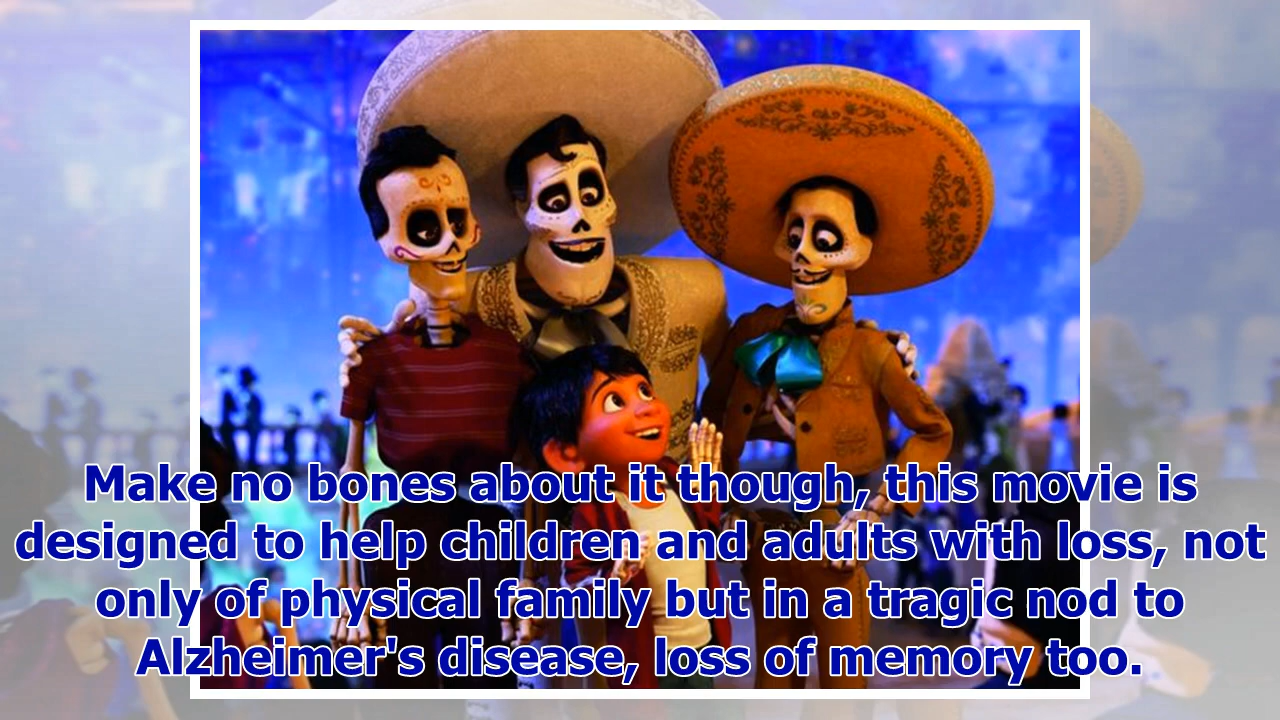 Make no bones about it though, this movie is
designed to help children and adults with loss, not
only of physical family but in a tragic nod to
Alzheimer's disease, loss of memory too.